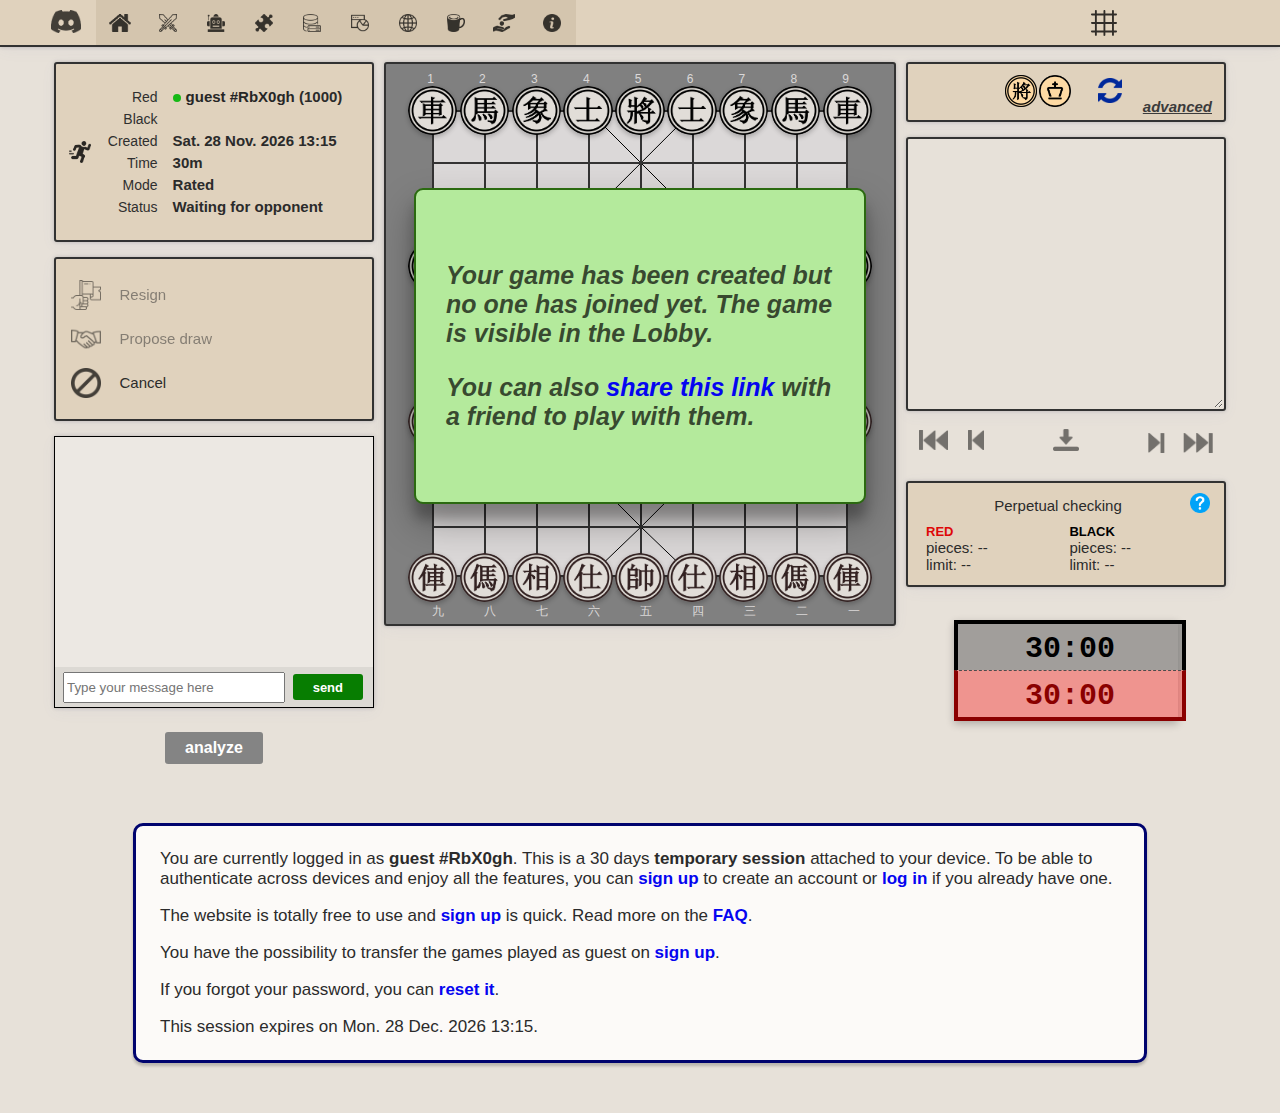 Red guest #RbX0gh (1000)
Black
Created Sat. 28 Nov. 2026 13:15
Time 30m
Mode Rated
Status Waiting for opponent
Resign
Propose draw
Cancel
Type your message here send
analyze
1 2 3 4 5 6 7 8 9
車 馬 象 士 將 士 象 馬 車
Your game has been created but
no one has joined yet. The game
is visible in the Lobby.
You can also share this link with
a friend to play with them.
俥 傌 相 仕 帥 仕 相 傌 俥
九 八 七 六 五 四 三 二 一
將
advanced
Perpetual checking ?
RED BLACK
pieces: -- pieces: --
limit: -- limit: --
30:00
30:00
You are currently logged in as guest #RbX0gh. This is a 30 days temporary session attached to your device. To be able to
authenticate across devices and enjoy all the features, you can sign up to create an account or log in if you already have one.
The website is totally free to use and sign up is quick. Read more on the FAQ.
You have the possibility to transfer the games played as guest on sign up.
If you forgot your password, you can reset it.
This session expires on Mon. 28 Dec. 2026 13:15.